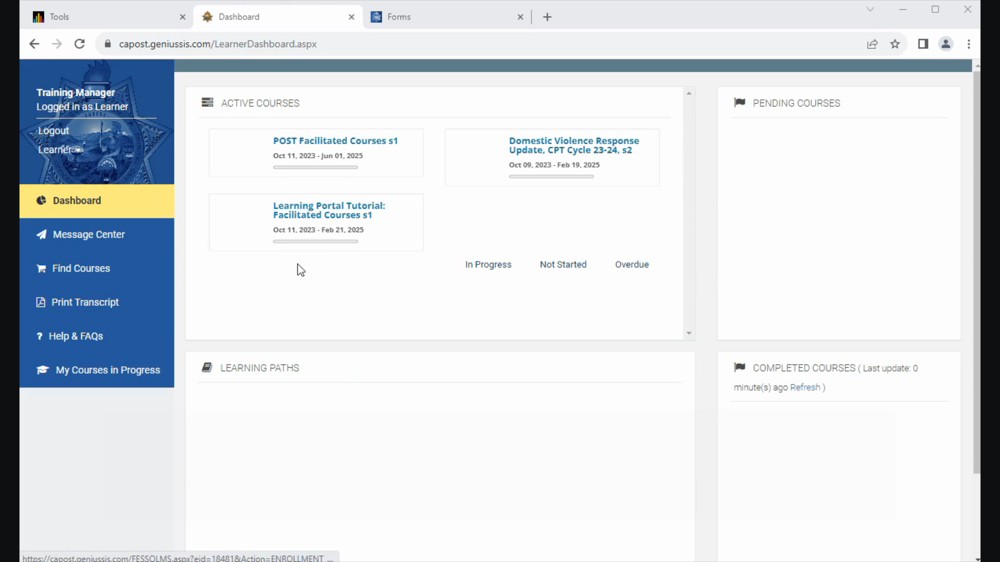 Tools
Dashboard
Forms
capost.geniussis.com/LearnerDashboard.aspx
Training Manager
Logged in as Learner
Logout
Learner
Dashboard
Message Center
Find Courses
Print Transcript
? Help & FAQs
My Courses in Progress
ACTIVE COURSES
POST Facilitated Courses s1
Oct 11, 2023 - Jun 01, 2025
Domestic Violence Response
Update, CPT Cycle 23-24, s2
Oct 09, 2023 - Feb 19, 2025
Learning Portal Tutorial:
Facilitated Courses s1
Oct 11, 2023 - Feb 21, 2025
In Progress Not Started Overdue
PENDING COURSES
LEARNING PATHS
COMPLETED COURSES ( Last update: 0
minute(s) ago Refresh )
https://capost.geniussis.com/FESSOLMS.aspx?eid=18481&Action=ENROLLMENT_...